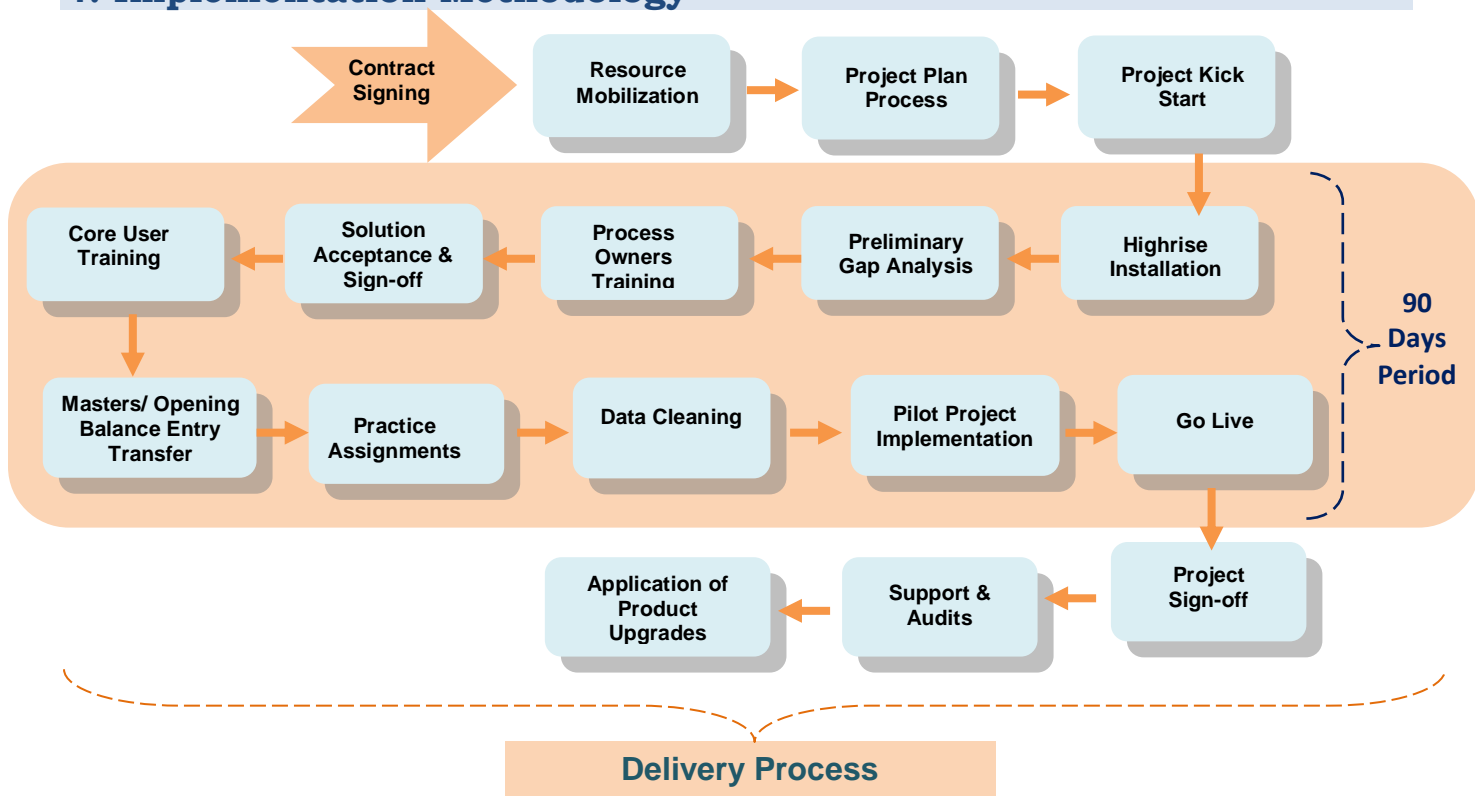 Implementation Methodology
Contract
Signing
Resource
Mobilization
Project Plan
Process
Project Kick
Start
Core User
Training
Solution
Acceptance &
Sign-off
Process
Owners
Training
Preliminary
Gap Analysis
Highrise
Installation
90
Days
Period
Masters/ Opening
Balance Entry
Transfer
Practice
Assignments
Data Cleaning
Pilot Project
Implementation
Go Live
Application of
Product
Upgrades
Support &
Audits
Project
Sign-off
Delivery Process